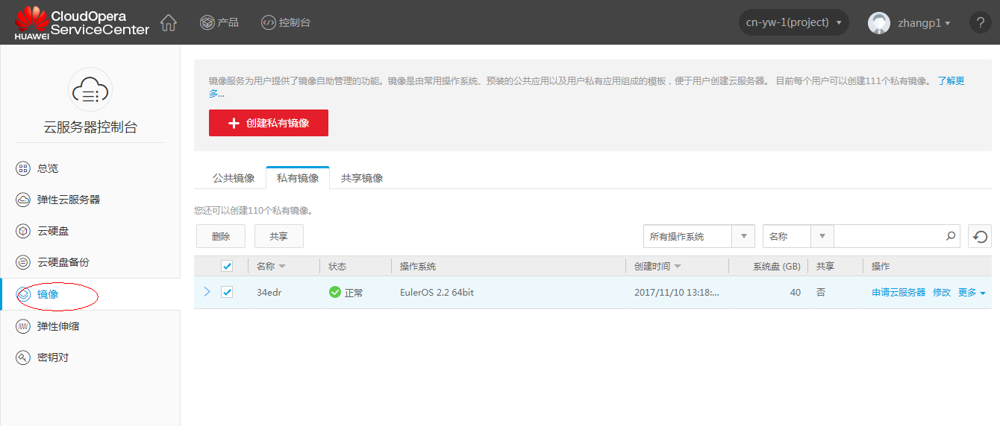 HUAWEI
CloudOpera
ServiceCenter
产品
控制台
cn-yw-1(project)
zhangp1
?
云服务器控制台
总览
弹性云服务器
云硬盘
云硬盘备份
镜像
弹性伸缩
密钥对
镜像服务为用户提供了镜像自助管理的功能。镜像是由常用操作系统、预装的公共应用以及用户私有应用组成的模板，便于用户创建云服务器。 目前每个用户可以创建111个私有镜像。 了解更
多...
创建私有镜像
公共镜像 私有镜像 共享镜像
您还可以创建110个私有镜像。
删除 共享 所有操作系统 名称
名称 状态 操作系统 创建时间 系统盘 (GB) 共享 操作
34edr 正常 EulerOS 2.2 64bit 2017/11/10 13:18:... 40 否 申请云服务器 修改 更多